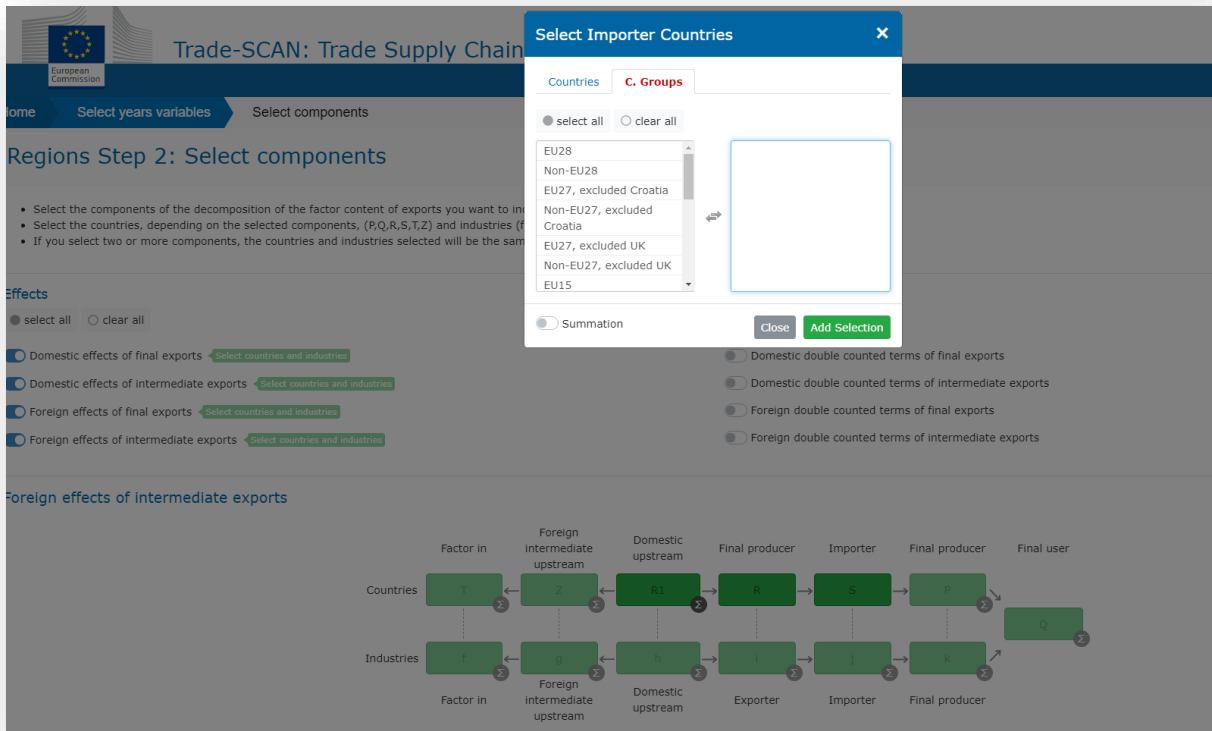 Trade-SCAN: Trade Supply Chain
European
Commission
Home
Select years variables
Select components
Regions Step 2: Select components
Select the components of the decomposition of the factor content of exports you want to in
Select the countries, depending on the selected components, (P,Q,R,S,T,Z) and industries (f
If you select two or more components, the countries and industries selected will be the sam
Select Importer Countries
×
Countries
C. Groups
select all
clear all
EU28
Non-EU28
EU27, excluded Croatia
Non-EU27, excluded
Croatia
EU27, excluded UK
Non-EU27, excluded UK
EU15
Summation
Close
Add Selection
Effects
select all
clear all
Domestic effects of final exports
Select countries and industries
Domestic effects of intermediate exports
Select countries and industries
Foreign effects of final exports
Select countries and industries
Foreign effects of intermediate exports
Select countries and industries
Domestic double counted terms of final exports
Domestic double counted terms of intermediate exports
Foreign double counted terms of final exports
Foreign double counted terms of intermediate exports
Foreign effects of intermediate exports
Factor in
Foreign
intermediate
upstream
Domestic
upstream
Final producer
Importer
Final producer
Final user
Countries
T
Σ
Z
Σ
R1
Σ
R
S
P
Σ
Q
Σ
Industries
f
Σ
g
Σ
h
Σ
i
Σ
j
Σ
k
Σ
Factor in
Foreign
intermediate
upstream
Domestic
upstream
Exporter
Importer
Final producer